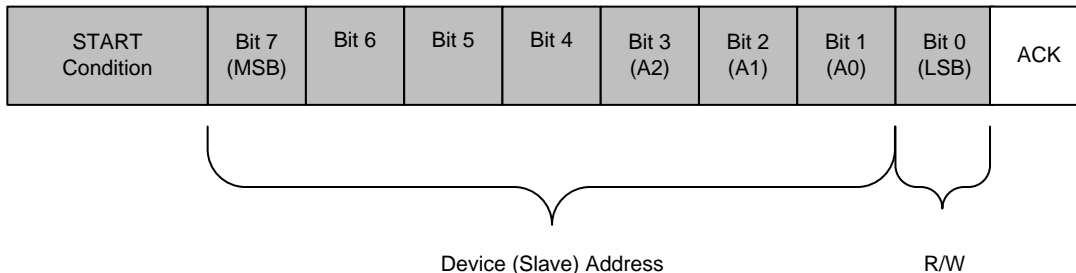 START
Condition
Bit 7
(MSB)
Bit 6
Bit 5
Bit 4
Bit 3
(A2)
Bit 2
(A1)
Bit 1
(A0)
Bit 0
(LSB)
ACK
Device (Slave) Address
R/W